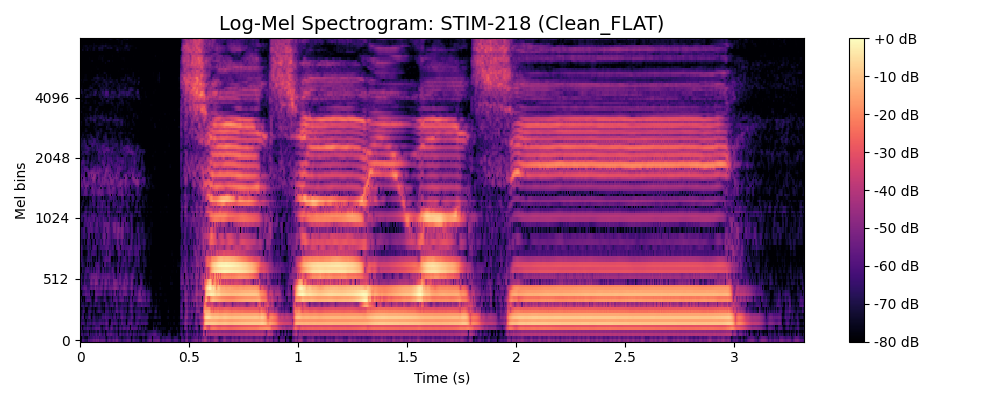 Log-Mel Spectrogram: STIM-218 (Clean_FLAT)
+0 dB
-10 dB
-20 dB
-30 dB
-40 dB
-50 dB
-60 dB
-70 dB
-80 dB
Mel bins
4096
2048
1024
512
0
0 0.5 1 1.5 2 2.5 3
Time (s)